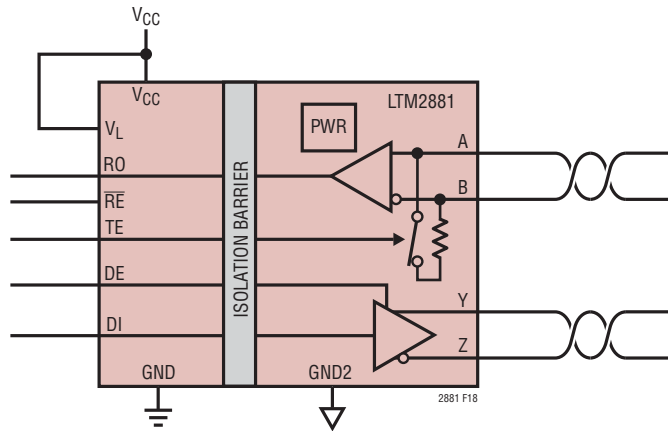 VCC
VCC
LTM2881
PWR
VL
A
RO
B
RE
TE
ISOLATION BARRIER
DE
Y
DI
Z
GND
GND2
2881 F18